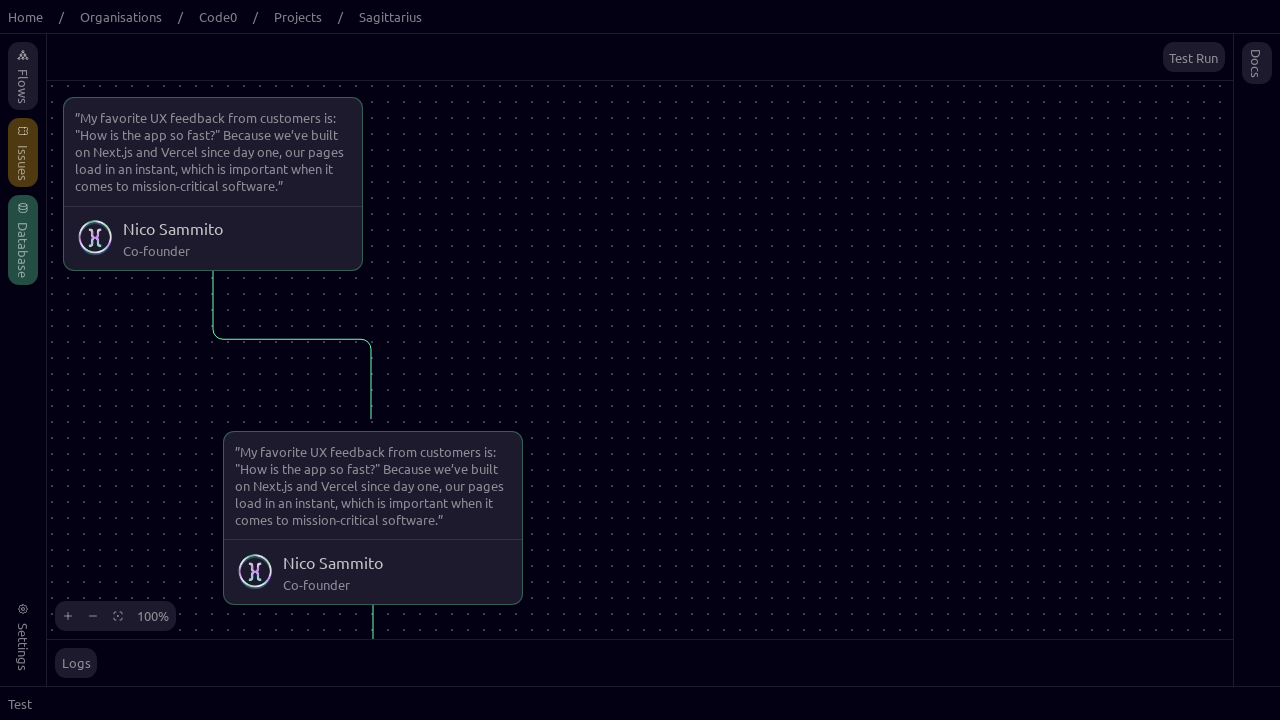 Home / Organisations / Code0 / Projects / Sagittarius
Flows
Issues
Database
Settings
Test Run
Docs
"My favorite UX feedback from customers is:
"How is the app so fast?" Because we've built
on Next.js and Vercel since day one, our pages
load in an instant, which is important when it
comes to mission-critical software."
Nico Sammito
Co-founder
"My favorite UX feedback from customers is:
"How is the app so fast?" Because we've built
on Next.js and Vercel since day one, our pages
load in an instant, which is important when it
comes to mission-critical software."
Nico Sammito
Co-founder
100%
Logs
Test